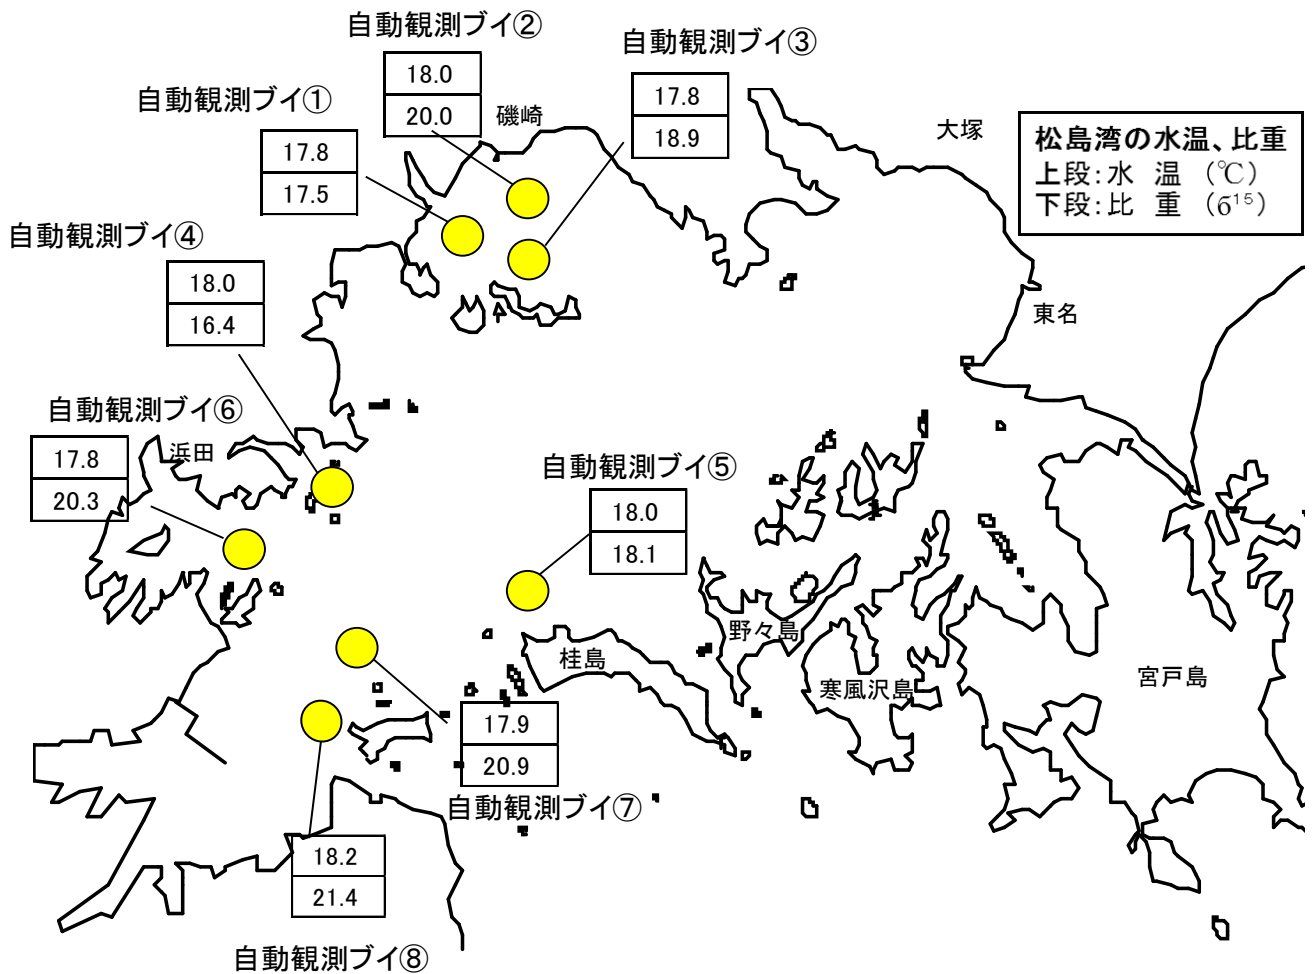 自動観測ブイ②
18.0
20.0
自動観測ブイ③
17.8
18.9
自動観測ブイ①
17.8
17.5
磯崎
大塚
松島湾の水温、比重
上段:水　温　(℃)
下段:比　重　(б¹⁵)
自動観測ブイ④
18.0
16.4
東名
自動観測ブイ⑥
17.8
20.3
浜田
自動観測ブイ⑤
18.0
18.1
野々島
桂島
寒風沢島
宮戸島
17.9
20.9
自動観測ブイ⑦
18.2
21.4
自動観測ブイ⑧